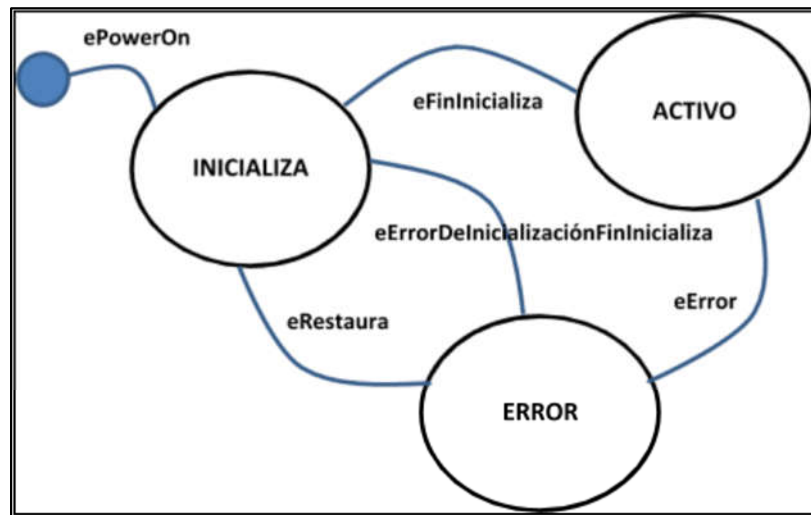 ePowerOn
eFinInicializa
ACTIVO
INICIALIZA
eErrorDeInicializaciónFinInicializa
eError
eRestaura
ERROR